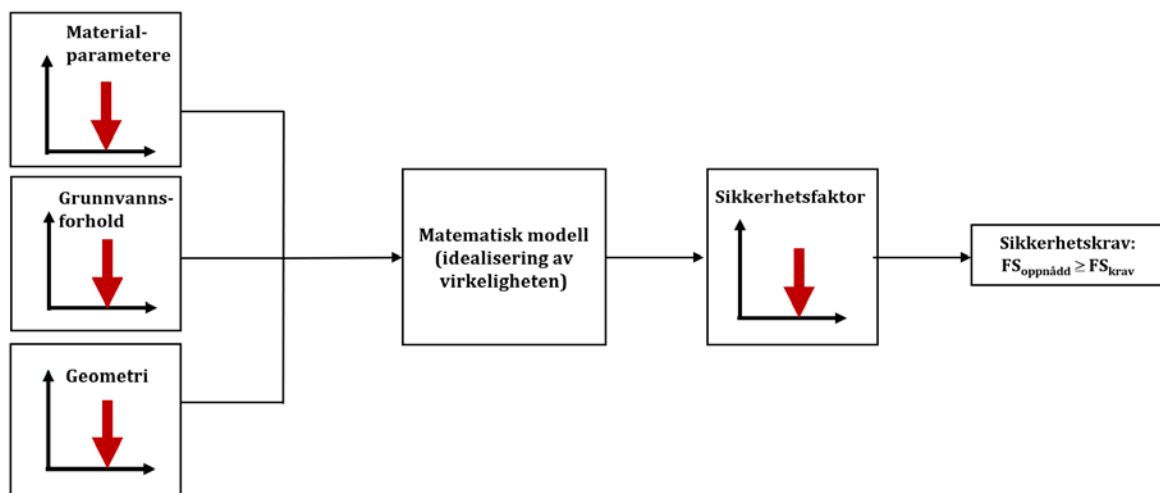 Material-
parametere
Grunnvanns-
forhold
Geometri
Matematisk modell
(idealisering av
virkeligheten)
Sikkerhetsfaktor
Sikkerhetskrav:
FSoppnådd ≥ FSkrav